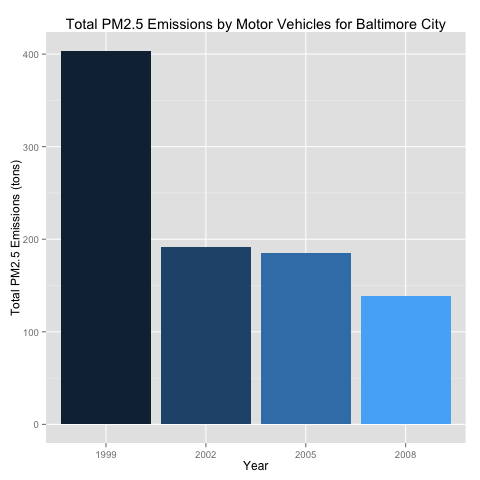 Total PM2.5 Emissions by Motor Vehicles for Baltimore City
Total PM2.5 Emissions (tons)
400
300
200
100
0
1999 2002 2005 2008
Year